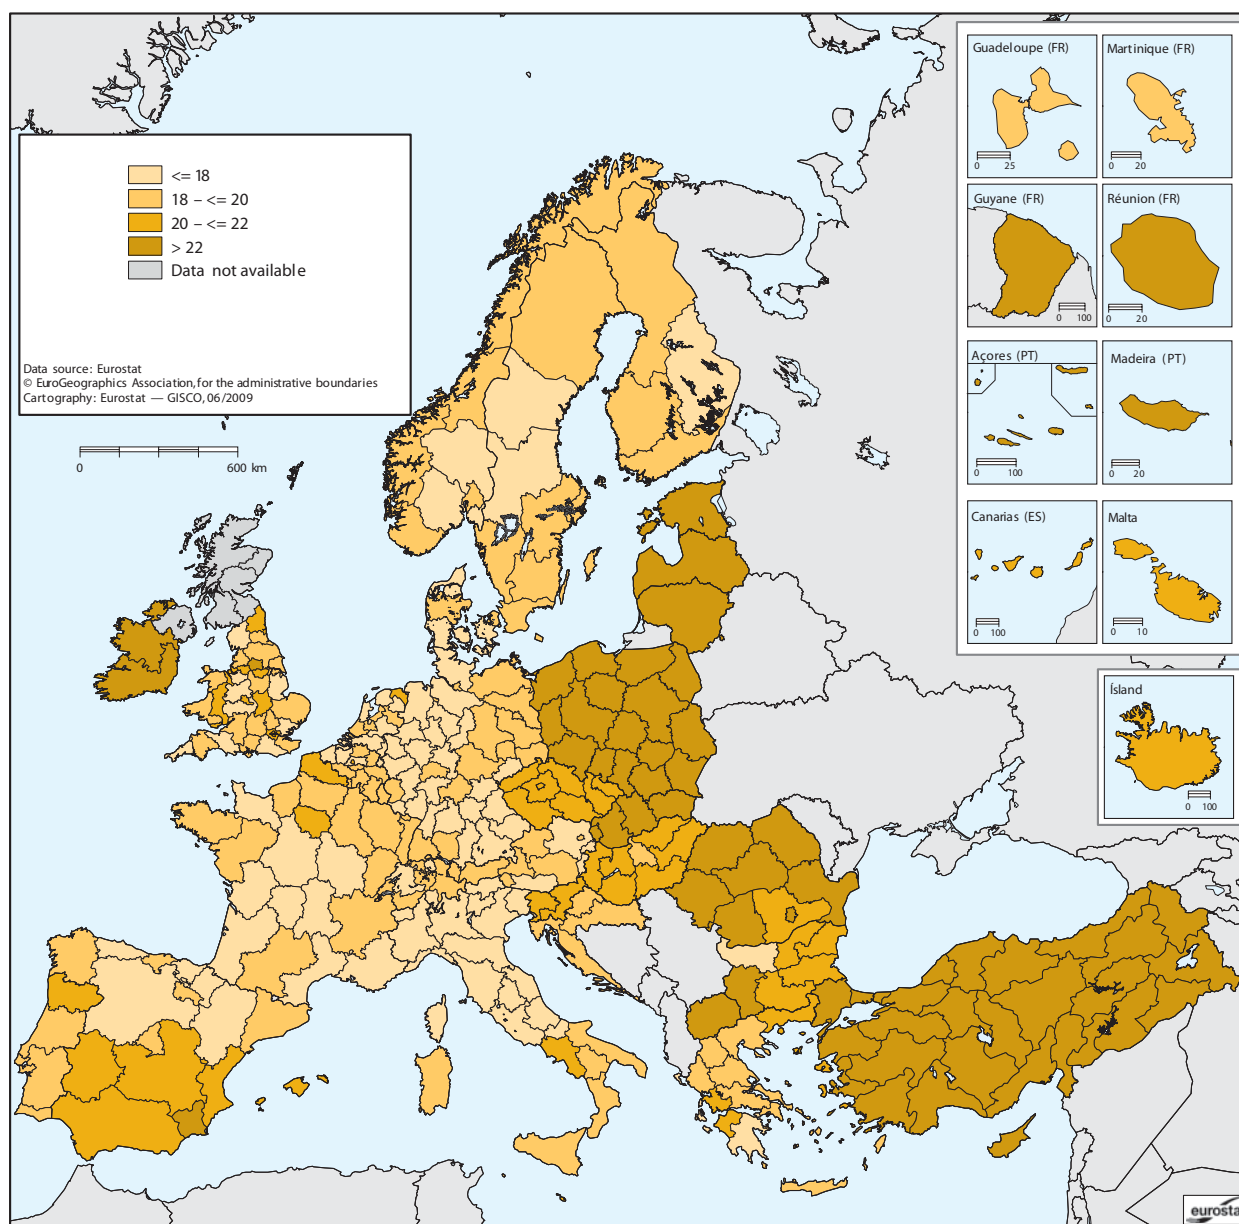 <= 18
18 – <= 20
20 – <= 22
> 22
Data not available
Data source: Eurostat
© EuroGeographics Association, for the administrative boundaries
Cartography: Eurostat — GISCO, 06/2009
0 600 km
Guadeloupe (FR)
0 25
Martinique (FR)
0 20
Guyane (FR)
0 100
Réunion (FR)
0 20
Açores (PT)
0 100
Madeira (PT)
0 20
Canarias (ES)
0 100
Malta
0 10
Ísland
0 100
eurosta